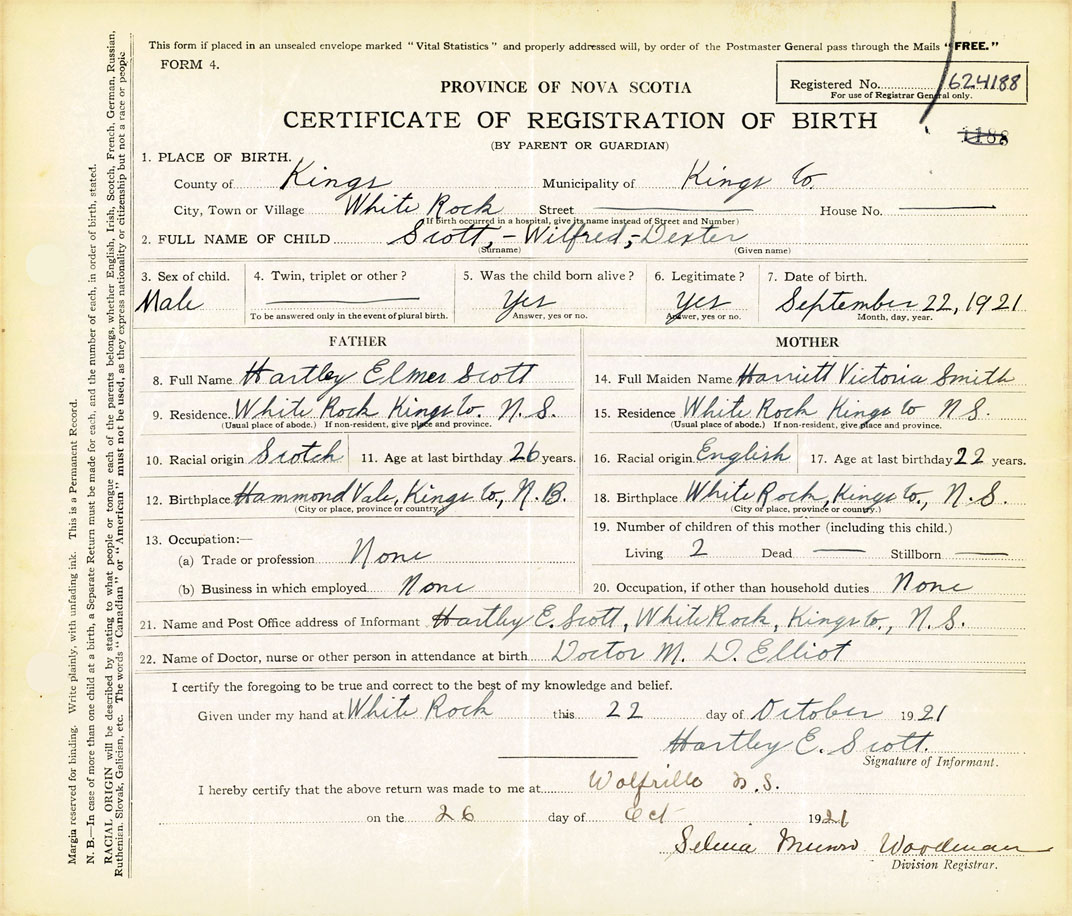 This form if placed in an unsealed envelope marked "Vital Statistics" and properly addressed will, by order of the Postmaster General pass through the Mails "FREE."
FORM 4.
Registered No. 624188
For use of Registrar General only.
PROVINCE OF NOVA SCOTIA
CERTIFICATE OF REGISTRATION OF BIRTH
(BY PARENT OR GUARDIAN)
1188
1. PLACE OF BIRTH.
County of Kings Municipality of Kings Co.
City, Town or Village White Rock Street House No.
(If birth occurred in a hospital, give its name instead of Street and Number)
2. FULL NAME OF CHILD Scott, - Wilfred, - Dexter
(Surname) (Given name)
3. Sex of child. 4. Twin, triplet or other? 5. Was the child born alive? 6. Legitimate? 7. Date of birth.
Male Yes Yes September 22, 1921
To be answered only in the event of plural birth. Answer, yes or no. Answer, yes or no. Month, day, year.
FATHER
8. Full Name Hartley Elmer Scott
9. Residence White Rock Kings Co. N.S.
(Usual place of abode.) If non-resident, give place and province.
10. Racial origin Scotch 11. Age at last birthday 26 years.
12. Birthplace Hammond Vale, Kings Co., N.B.
(City or place, province or country.)
13. Occupation:—
(a) Trade or profession None
(b) Business in which employed None
MOTHER
14. Full Maiden Name Harriett Victoria Smith
15. Residence White Rock Kings Co N.S.
(Usual place of abode.) If non-resident, give place and province.
16. Racial origin English 17. Age at last birthday 22 years.
18. Birthplace White Rock, Kings Co., N.S.
(City or place, province or country.)
19. Number of children of this mother (including this child.)
Living 2 Dead Stillborn
20. Occupation, if other than household duties None
21. Name and Post Office address of Informant Hartley E. Scott, White Rock, Kings Co., N.S.
22. Name of Doctor, nurse or other person in attendance at birth Doctor M. D. Elliot
I certify the foregoing to be true and correct to the best of my knowledge and belief.
Given under my hand at White Rock this 22 day of October 1921
Hartley E. Scott.
Signature of Informant.
I hereby certify that the above return was made to me at Wolfville N.S.
on the 26 day of Oct 1921
Selina Munro Woodman
Division Registrar.
Margin reserved for binding. Write plainly, with unfading ink. This is a Permanent Record.
N. B.—In case of more than one child at a birth, a Separate Return must be made for each, and the number of each, in order of birth, stated.
RACIAL ORIGIN will be described by stating to what people or tongue each of the parents belongs, whether English, Irish, Scotch, French, German, Russian,
Ruthenian, Slovak, Galician, etc. The words "Canadian" or "American" must not be used, as they express nationality or citizenship but not a race or people.